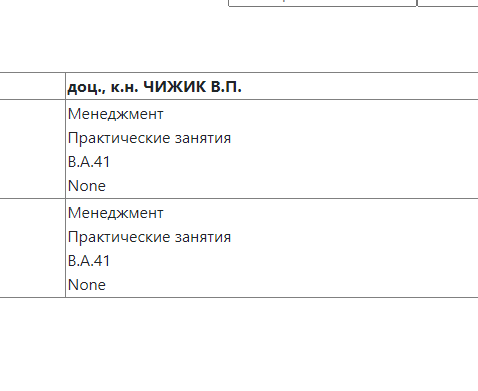 доц., к.н. ЧИЖИК В.П.
Менеджмент
Практические занятия
В.А.41
None
Менеджмент
Практические занятия
В.А.41
None